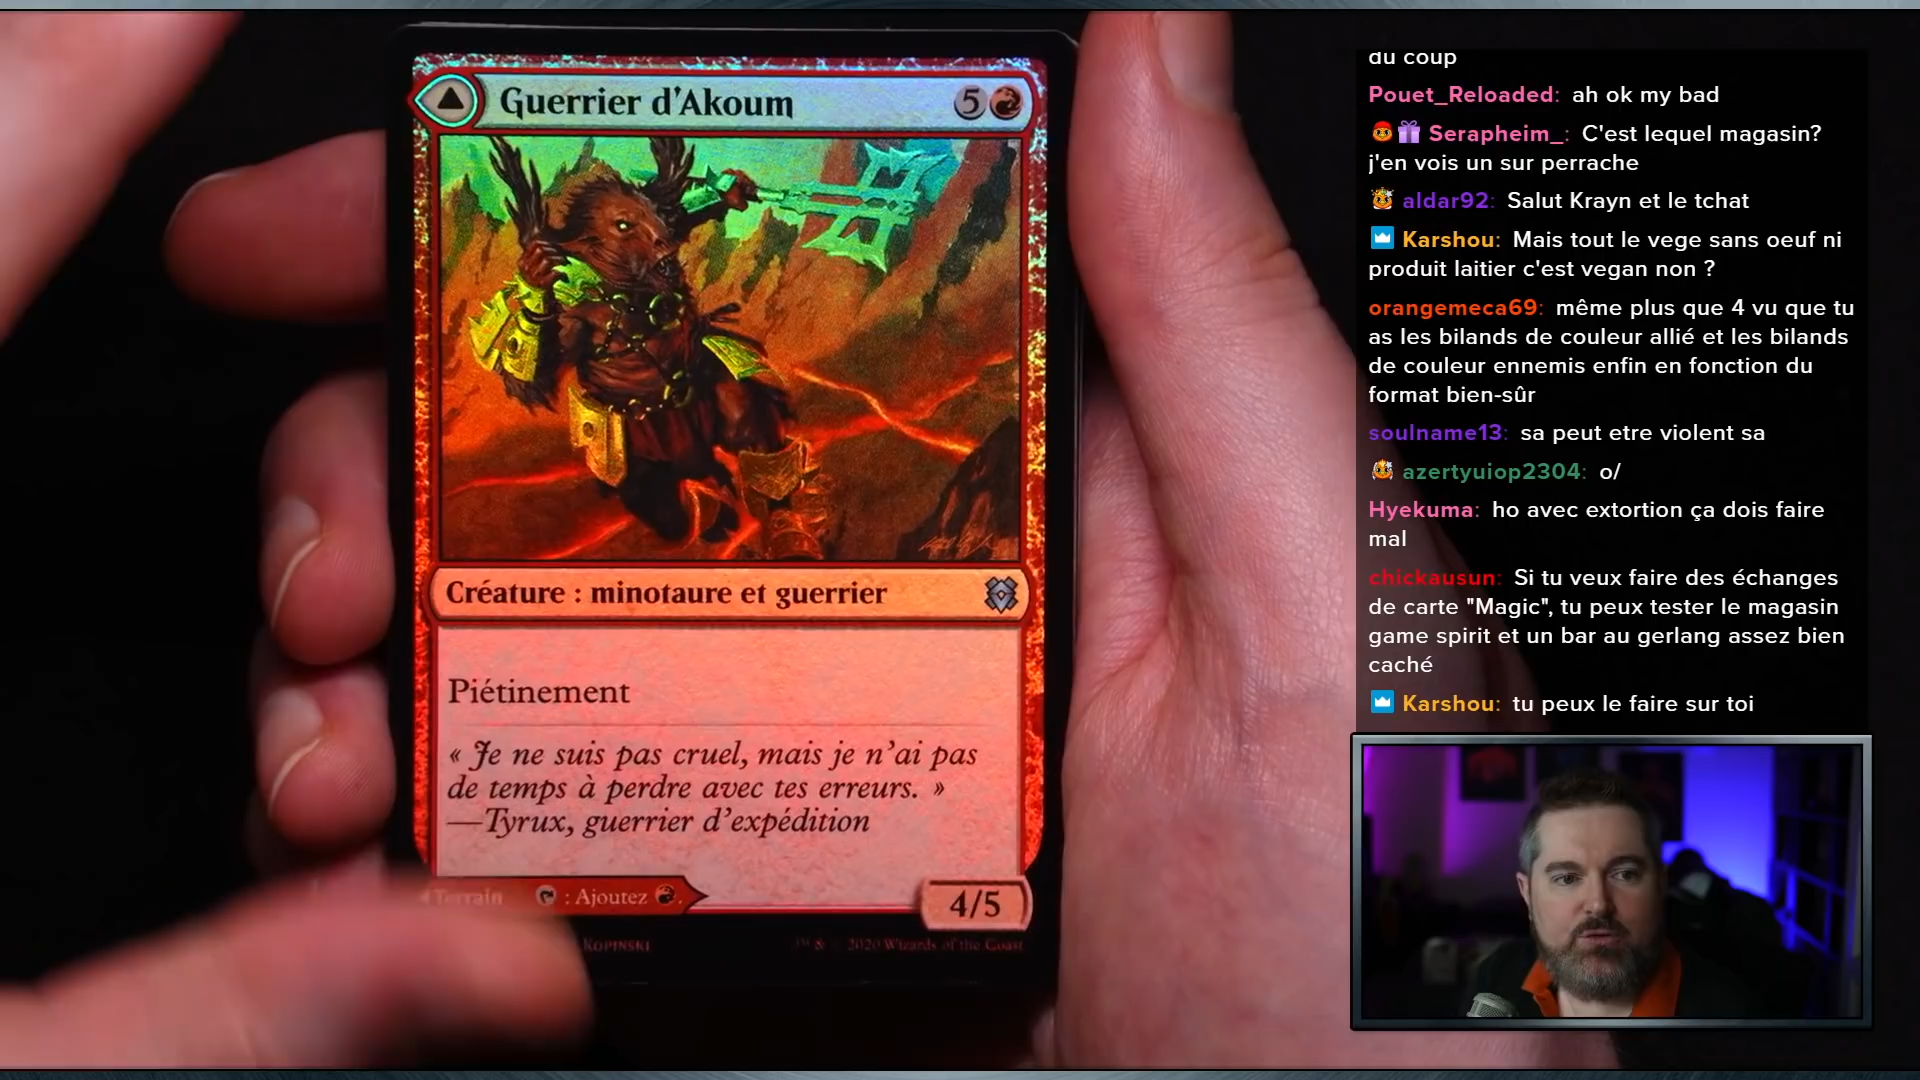 Guerrier d'Akoum
5
Créature : minotaure et guerrier
Piétinement
« Je ne suis pas cruel, mais je n'ai pas
de temps à perdre avec tes erreurs. »
—Tyrux, guerrier d'expédition
Terrain : Ajoutez .
4/5
KOPINSKI
™ & © 2020 Wizards of the Coast
du coup
Pouet_Reloaded: ah ok my bad
Serapheim_: C'est lequel magasin?
j'en vois un sur perrache
aldar92: Salut Krayn et le tchat
Karshou: Mais tout le vege sans oeuf ni
produit laitier c'est vegan non ?
orangemeca69: même plus que 4 vu que tu
as les bilands de couleur allié et les bilands
de couleur ennemis enfin en fonction du
format bien-sûr
soulname13: sa peut etre violent sa
azertyuiop2304: o/
Hyekuma: ho avec extortion ça dois faire
mal
chickausun: Si tu veux faire des échanges
de carte "Magic", tu peux tester le magasin
game spirit et un bar au gerlang assez bien
caché
Karshou: tu peux le faire sur toi